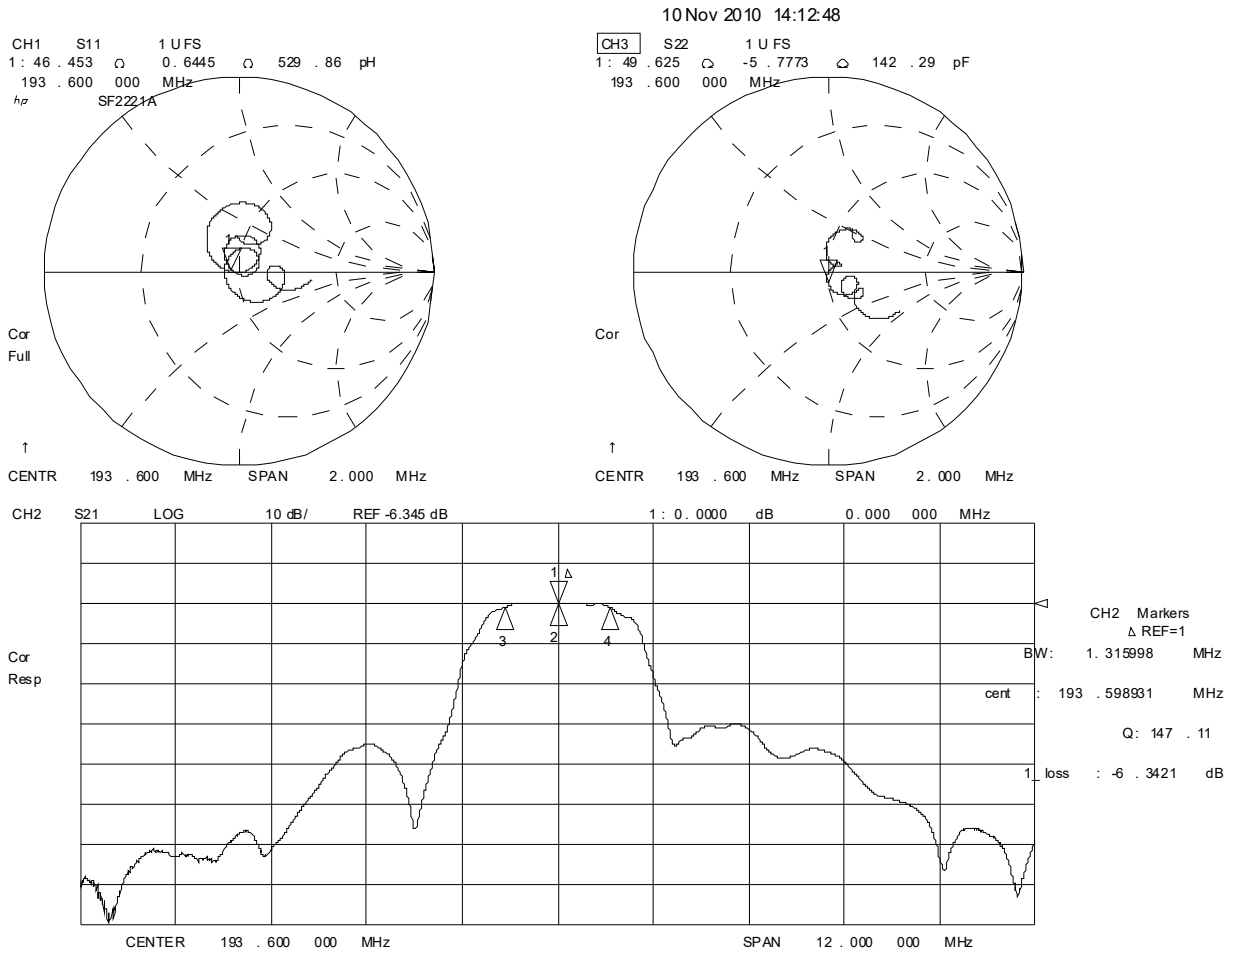 10 Nov 2010 14:12:48
CH1 S11 1 U FS
1: 46 .453 Ω 0.6445 Ω 529 .86 pH
193 .600 000 MHz
hp SF2221A
Cor
Full
↑
CENTR 193 .600 MHz SPAN 2.000 MHz
CH3 S22 1 U FS
1: 49 .625 Ω -5 .7773 Ω 142 .29 pF
193 .600 000 MHz
Cor
↑
CENTR 193 .600 MHz SPAN 2.000 MHz
CH2 S21 LOG 10 dB/ REF -6.345 dB 1: 0.0000 dB 0.000 000 MHz
1 Δ
3 2 4
Cor
Resp
CH2 Markers
Δ REF=1
BW: 1.315998 MHz
cent : 193 .598931 MHz
Q: 147 .11
1_ loss : -6 .3421 dB
CENTER 193 .600 000 MHz SPAN 12.000 000 MHz